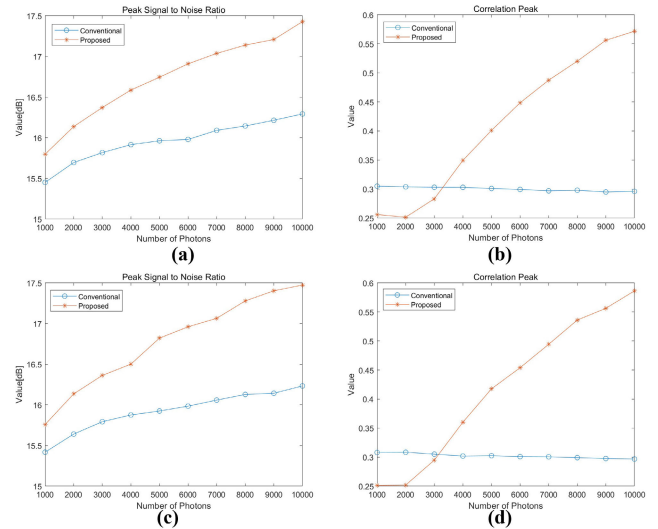 Peak Signal to Noise Ratio
Conventional
Proposed
Value[dB]
17.5
17
16.5
16
15.5
15
1000 2000 3000 4000 5000 6000 7000 8000 9000 10000
Number of Photons
(a)
Correlation Peak
Conventional
Proposed
Value
0.6
0.55
0.5
0.45
0.4
0.35
0.3
0.25
1000 2000 3000 4000 5000 6000 7000 8000 9000 10000
Number of Photons
(b)
Peak Signal to Noise Ratio
Conventional
Proposed
Value[dB]
17.5
17
16.5
16
15.5
15
1000 2000 3000 4000 5000 6000 7000 8000 9000 10000
Number of Photons
(c)
Correlation Peak
Conventional
Proposed
Value
0.6
0.55
0.5
0.45
0.4
0.35
0.3
0.25
1000 2000 3000 4000 5000 6000 7000 8000 9000 10000
Number of Photons
(d)